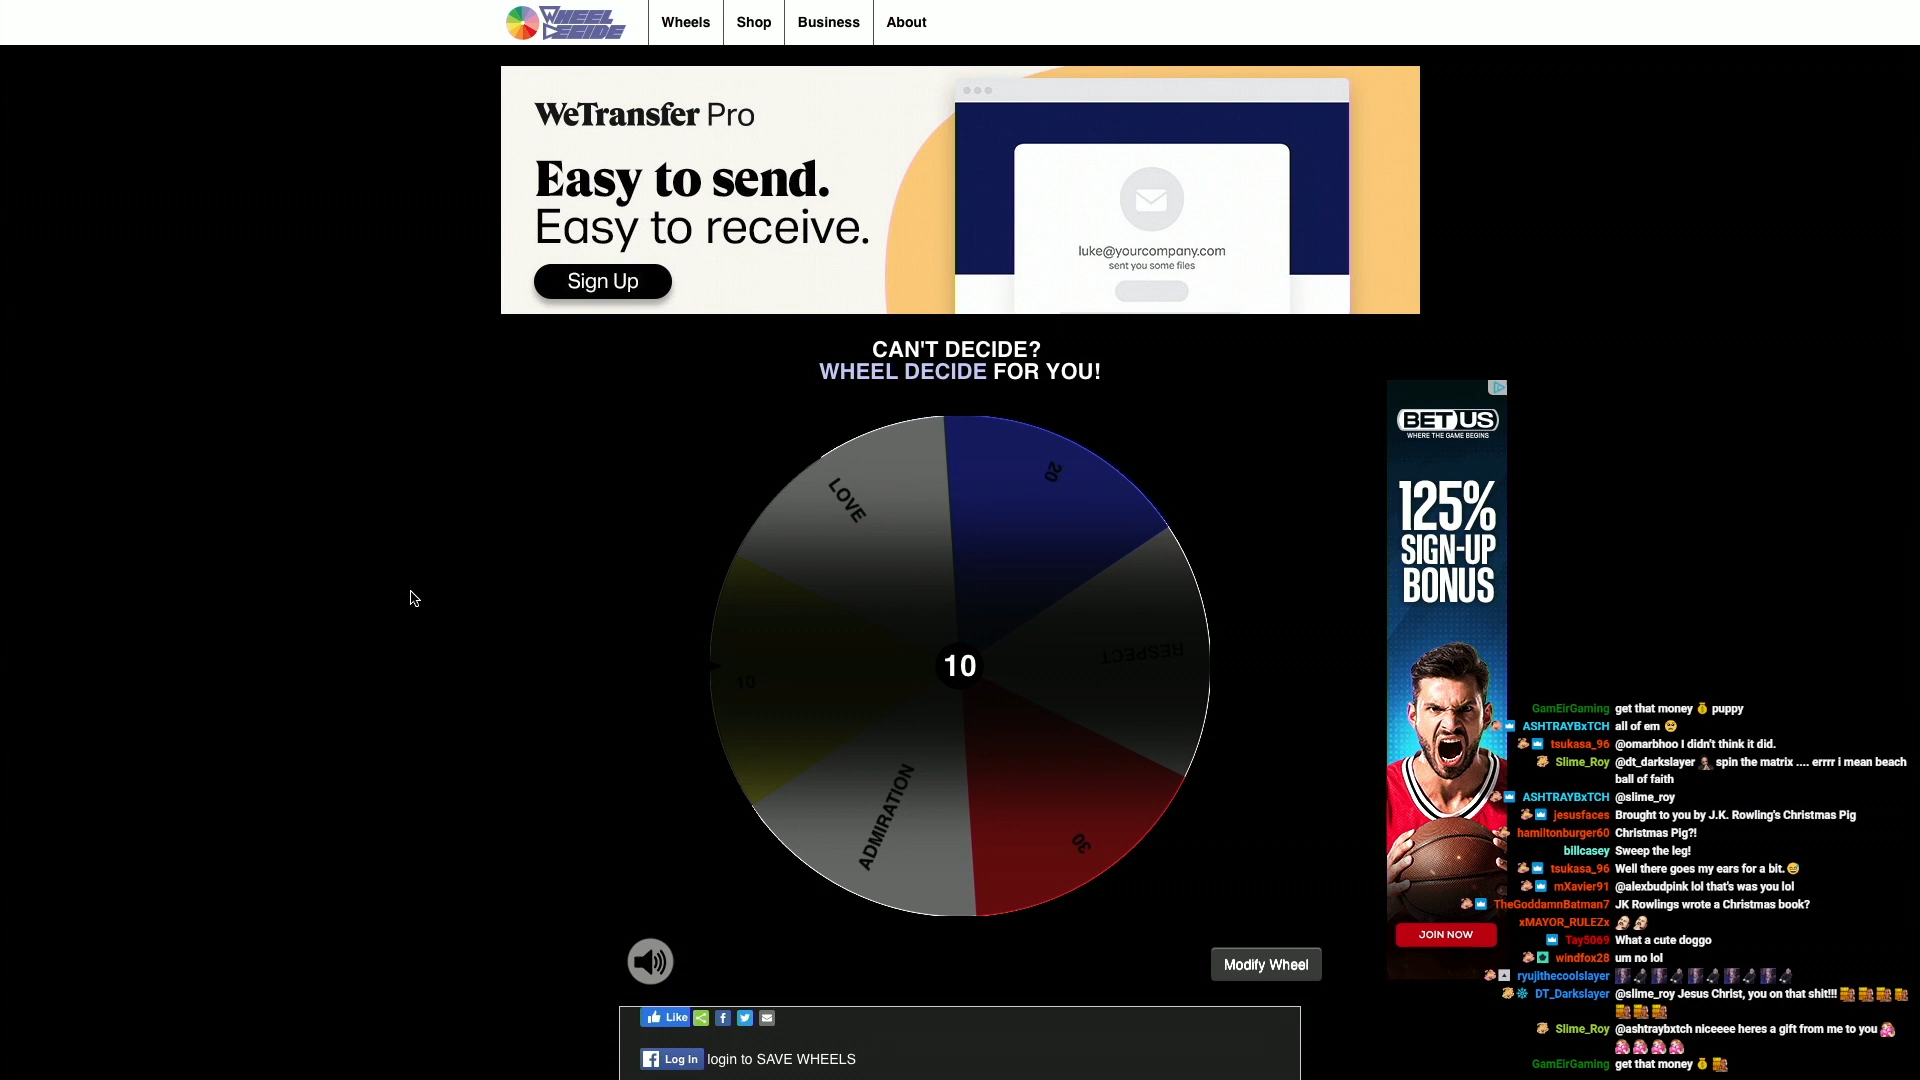 WHEEL DECIDE
Wheels
Shop
Business
About
WeTransfer Pro
Easy to send.
Easy to receive.
Sign Up
luke@yourcompany.com
sent you some files
CAN'T DECIDE?
WHEEL DECIDE FOR YOU!
LOVE
20
RESPECT
10
10
ADMIRATION
30
BETUS
WHERE THE GAME BEGINS
125%
SIGN-UP
BONUS
JOIN NOW
Modify Wheel
Like
Log In login to SAVE WHEELS
GamEirGaming get that money puppy
ASHTRAYBxTCH all of em
tsukasa_96 @omarbhoo I didn't think it did.
Slime_Roy @dt_darkslayer spin the matrix .... errrr i mean beach
ball of faith
ASHTRAYBxTCH @slime_roy
jesusfaces Brought to you by J.K. Rowling's Christmas Pig
hamiltonburger60 Christmas Pig?!
billcasey Sweep the leg!
tsukasa_96 Well there goes my ears for a bit.
mXavier91 @alexbudpink lol that's was you lol
TheGoddamnBatman7 JK Rowlings wrote a Christmas book?
xMAYOR_RULEZx
Tay5069 What a cute doggo
windfox28 um no lol
ryujithecoolslayer
DT_Darkslayer @slime_roy Jesus Christ, you on that shit!!!
Slime_Roy @ashtraybxtch niceeee heres a gift from me to you
GamEirGaming get that money